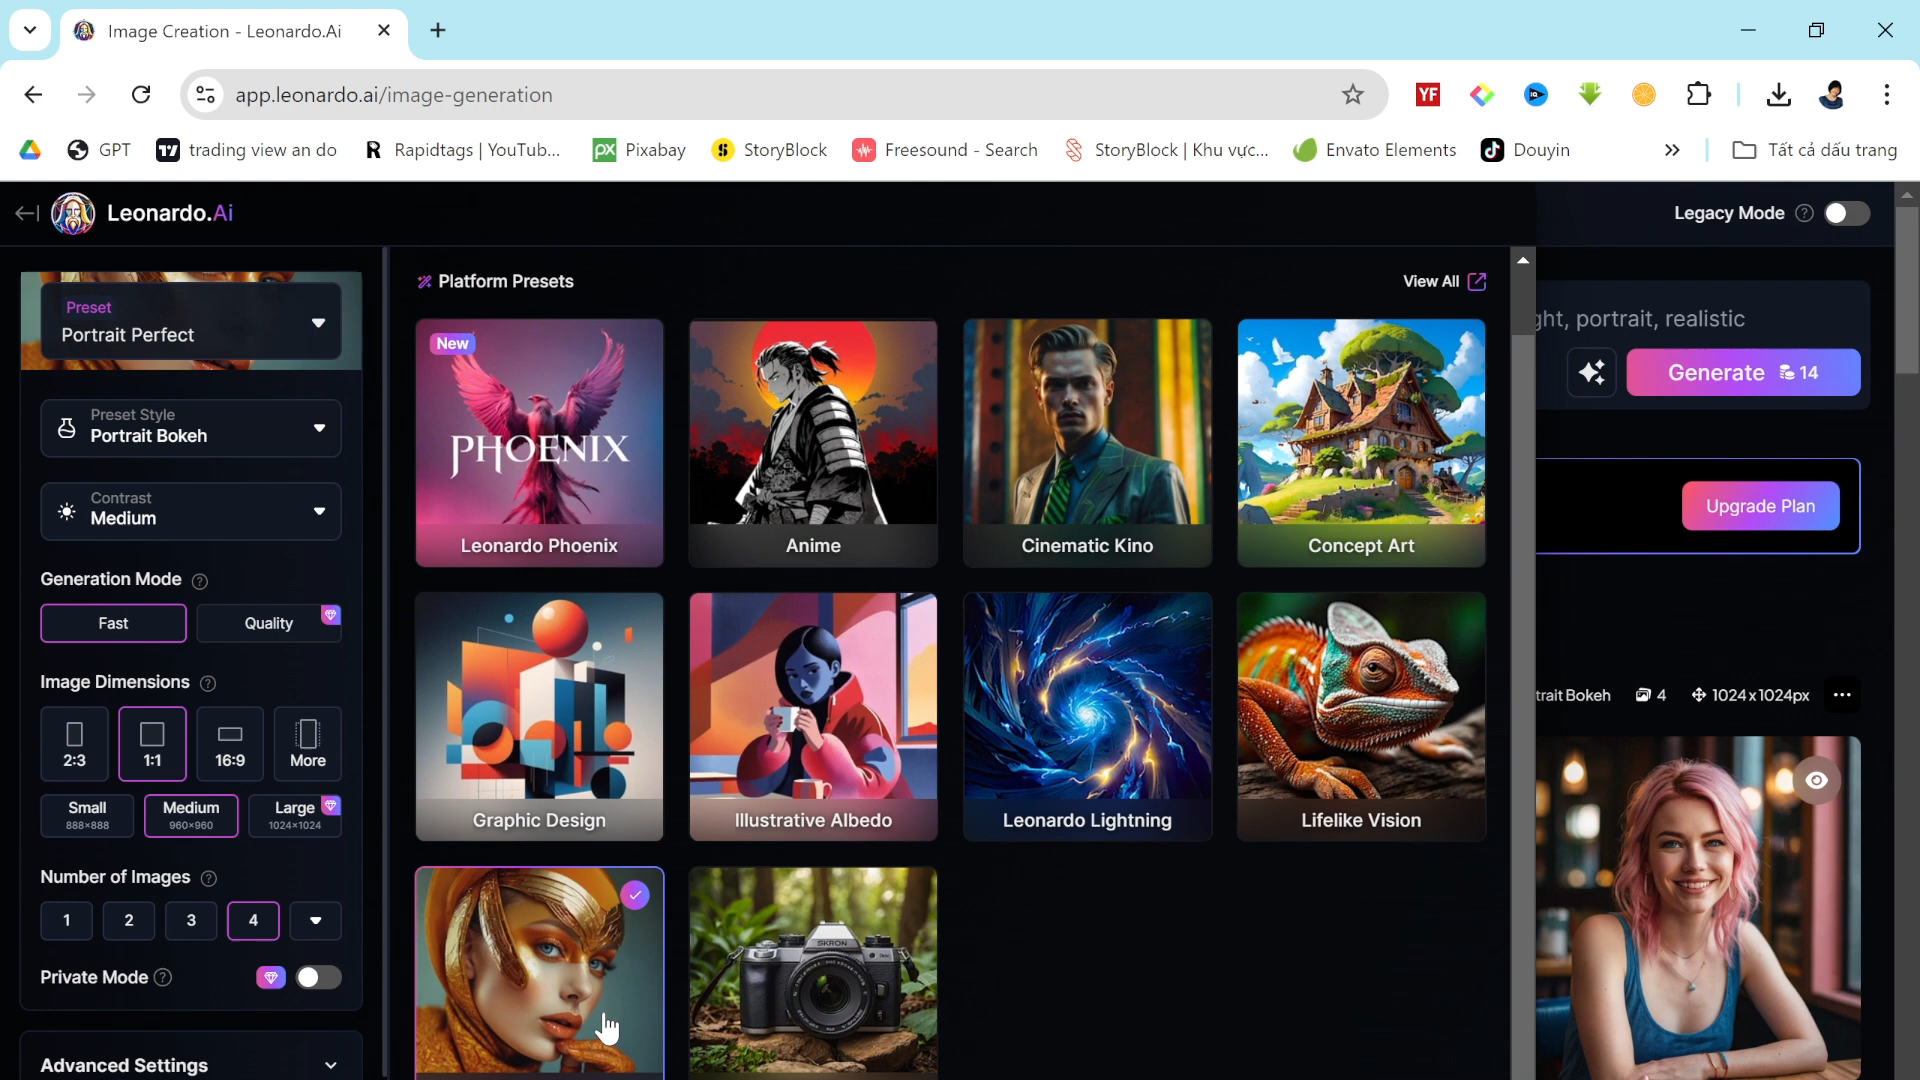 Image Creation - Leonardo.Ai
app.leonardo.ai/image-generation
YF
GPT
trading view an do
Rapidtags | YouTub...
Pixabay
StoryBlock
Freesound - Search
StoryBlock | Khu vực...
Envato Elements
Douyin
Tất cả dấu trang
Leonardo.Ai
Legacy Mode
Preset
Portrait Perfect
Preset Style
Portrait Bokeh
Contrast
Medium
Generation Mode
Fast
Quality
Image Dimensions
2:3
1:1
16:9
More
Small
888×888
Medium
960×960
Large
1024×1024
Number of Images
1
2
3
4
Private Mode
Advanced Settings
Platform Presets
View All
New
PHOENIX
Leonardo Phoenix
Anime
Cinematic Kino
Concept Art
Graphic Design
Illustrative Albedo
Leonardo Lightning
Lifelike Vision
SKRON
ght, portrait, realistic
Generate 14
Upgrade Plan
trait Bokeh
4
1024x1024px